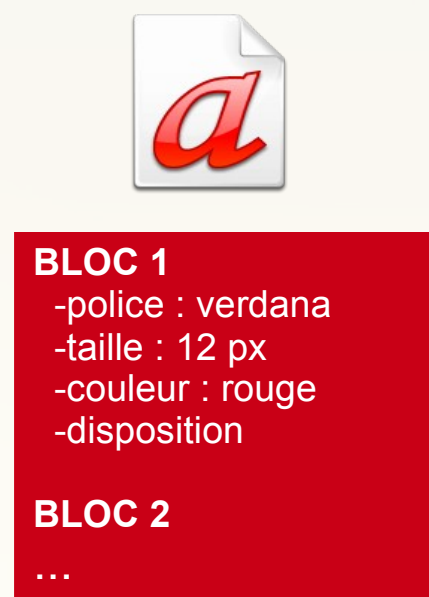 a
BLOC 1
-police : verdana
-taille : 12 px
-couleur : rouge
-disposition
BLOC 2
…